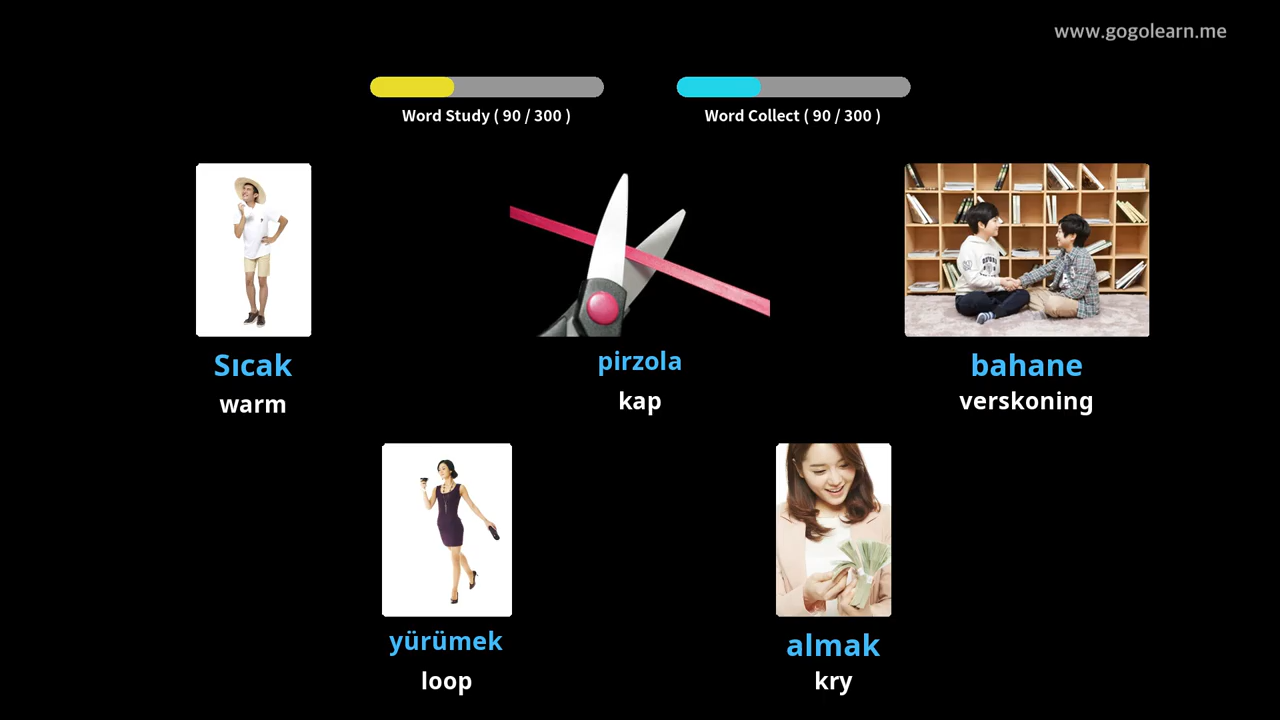 www.gogolearn.me
Word Study ( 90 / 300 )
Word Collect ( 90 / 300 )
Sıcak
warm
pirzola
kap
bahane
verskoning
yürümek
loop
almak
kry